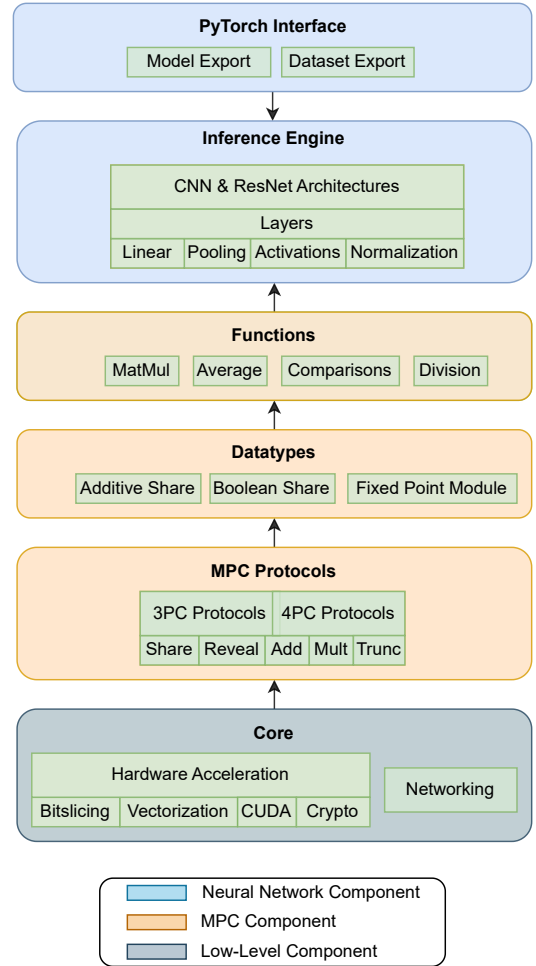 PyTorch Interface
Model Export Dataset Export
Inference Engine
CNN & ResNet Architectures
Layers
Linear Pooling Activations Normalization
Functions
MatMul Average Comparisons Division
Datatypes
Additive Share Boolean Share Fixed Point Module
MPC Protocols
3PC Protocols 4PC Protocols
Share Reveal Add Mult Trunc
Core
Hardware Acceleration
Networking
Bitslicing Vectorization CUDA Crypto
Neural Network Component
MPC Component
Low-Level Component